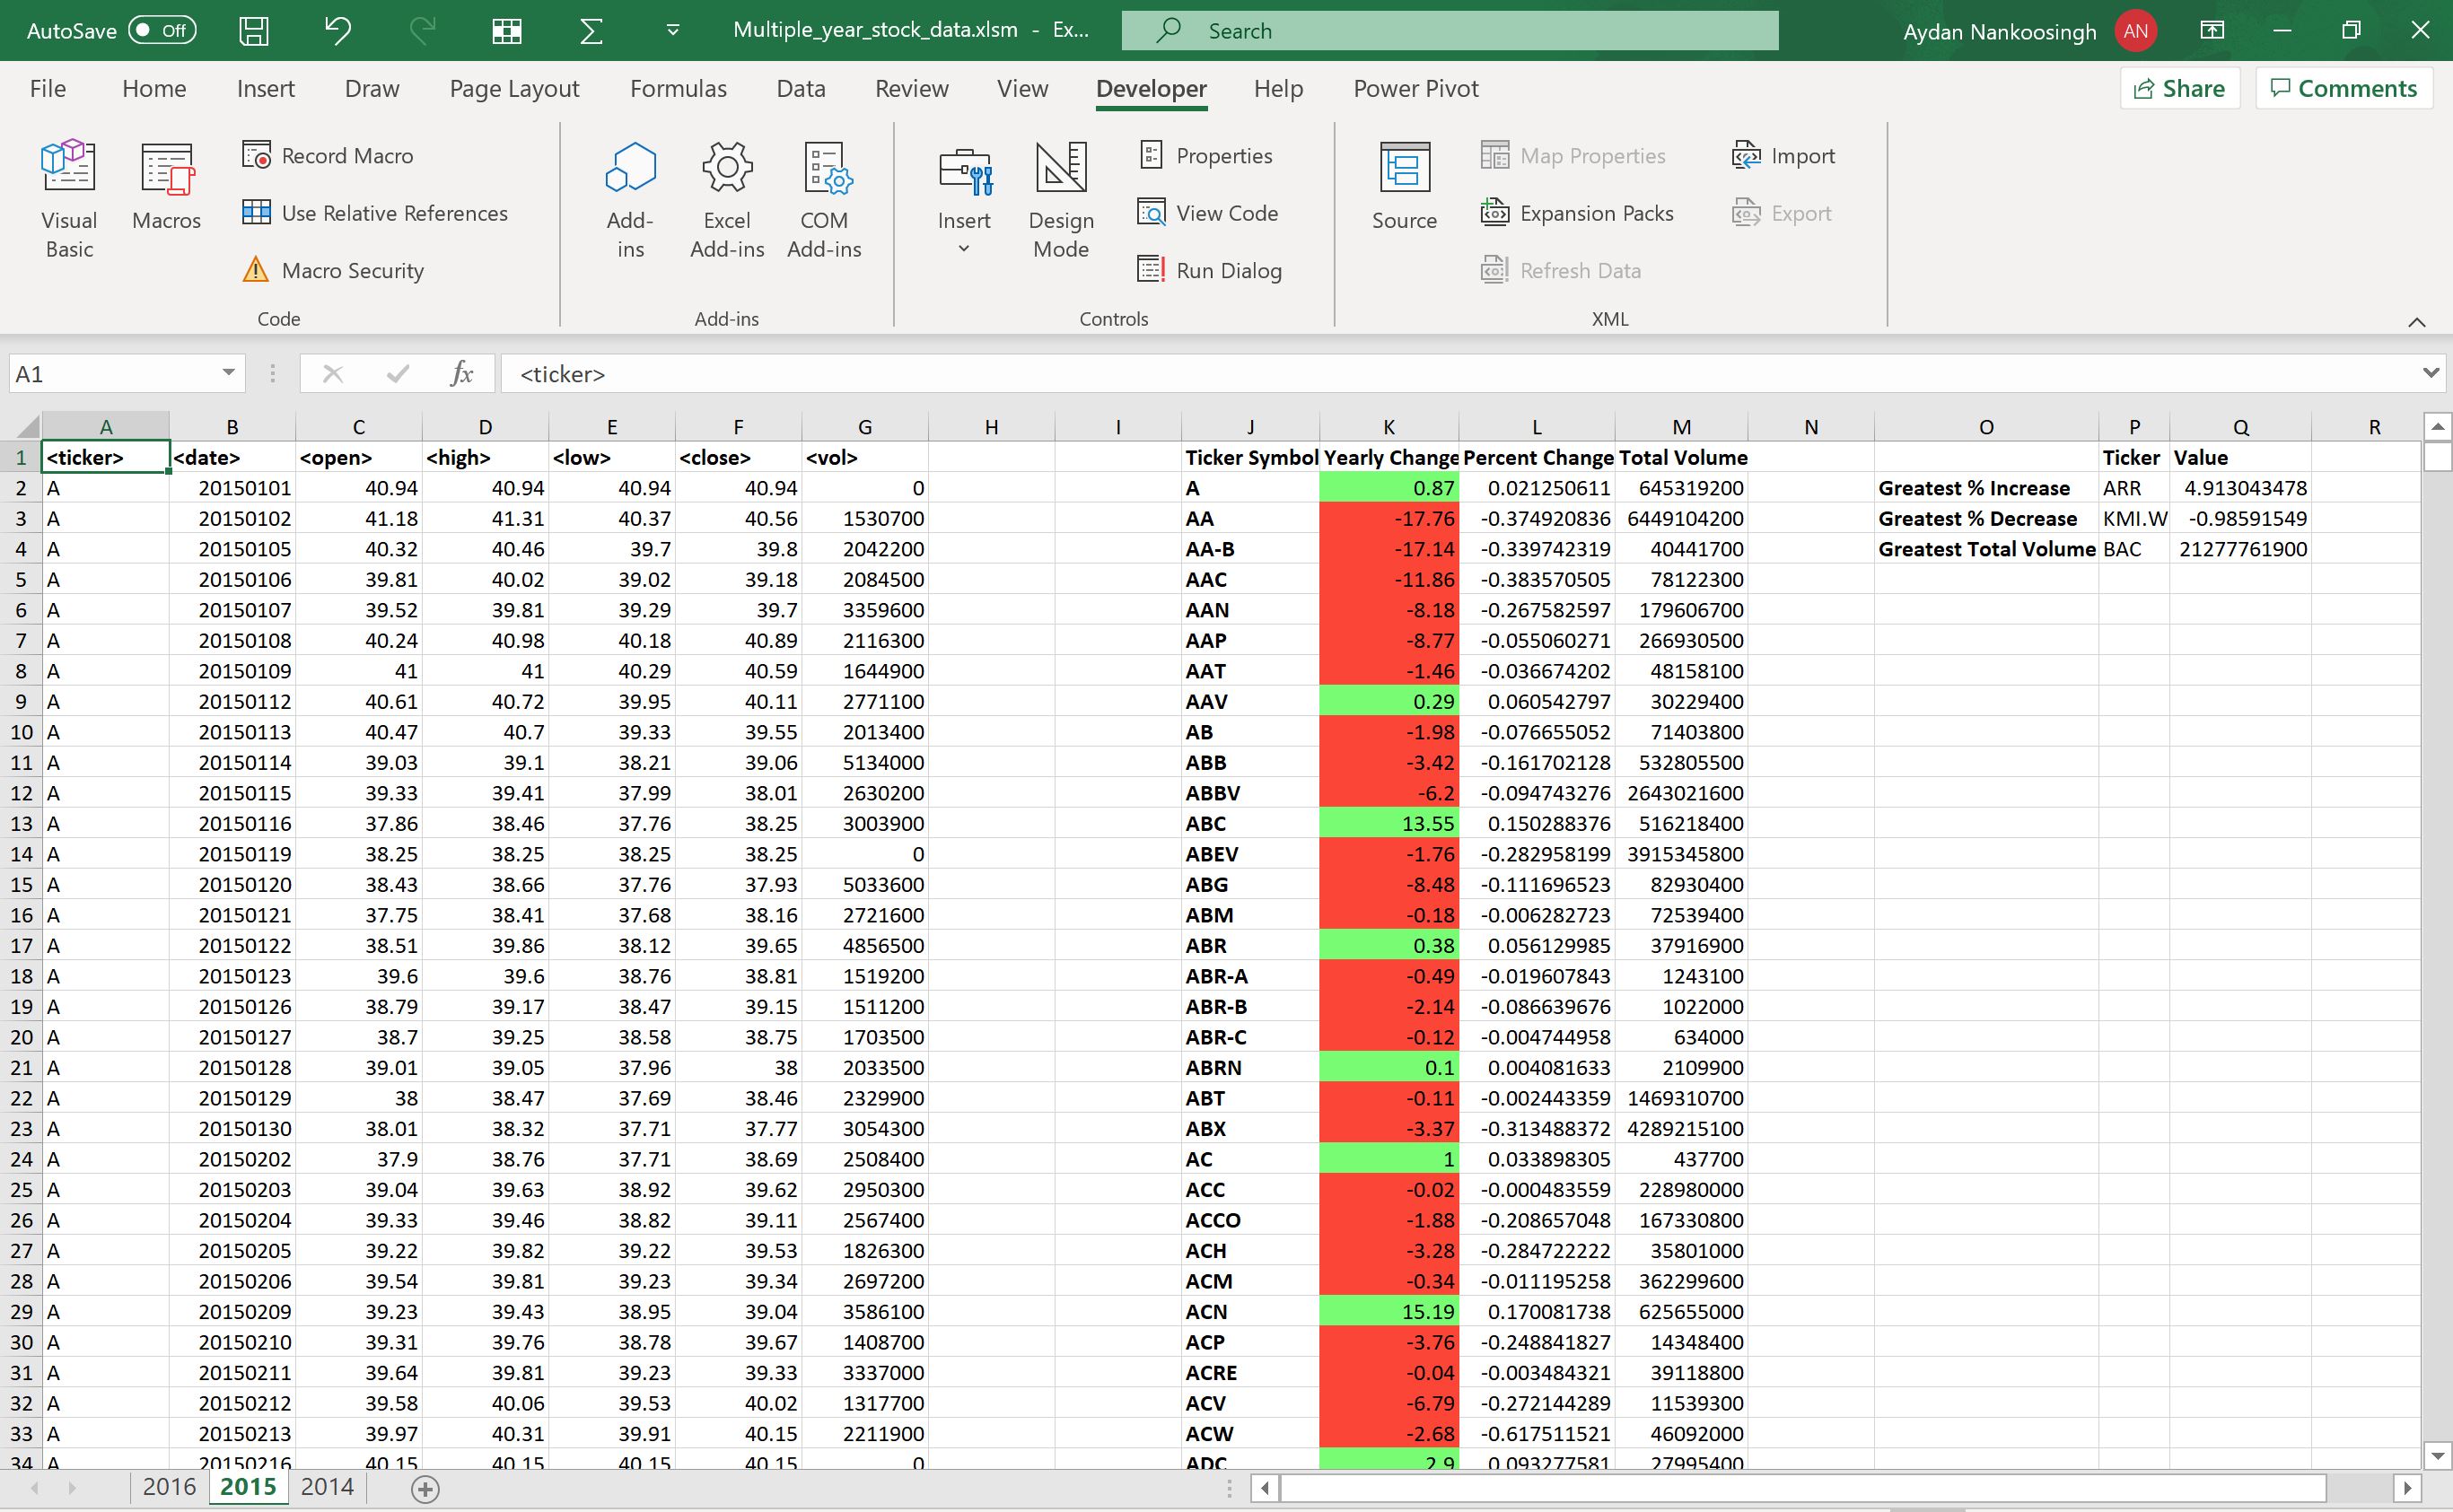 AutoSave Off Multiple_year_stock_data.xlsm - Ex... Search Aydan Nankoosingh AN
File Home Insert Draw Page Layout Formulas Data Review View Developer Help Power Pivot Share Comments
Visual Basic
Macros
Record Macro
Use Relative References
Macro Security
Code
Add-ins
Excel Add-ins
COM Add-ins
Add-ins
Insert
Design Mode
Properties
View Code
Run Dialog
Controls
Source
Map Properties
Expansion Packs
Refresh Data
Import
Export
XML
A1 fx <ticker>
A B C D E F G H I J K L M N O P Q R
1 <ticker> <date> <open> <high> <low> <close> <vol> Ticker Symbol Yearly Change Percent Change Total Volume Ticker Value
2 A 20150101 40.94 40.94 40.94 40.94 0 A 0.87 0.021250611 645319200 Greatest % Increase ARR 4.913043478
3 A 20150102 41.18 41.31 40.37 40.56 1530700 AA -17.76 -0.374920836 6449104200 Greatest % Decrease KMI.W -0.98591549
4 A 20150105 40.32 40.46 39.7 39.8 2042200 AA-B -17.14 -0.339742319 40441700 Greatest Total Volume BAC 21277761900
5 A 20150106 39.81 40.02 39.02 39.18 2084500 AAC -11.86 -0.383570505 78122300
6 A 20150107 39.52 39.81 39.29 39.7 3359600 AAN -8.18 -0.267582597 179606700
7 A 20150108 40.24 40.98 40.18 40.89 2116300 AAP -8.77 -0.055060271 266930500
8 A 20150109 41 41 40.29 40.59 1644900 AAT -1.46 -0.036674202 48158100
9 A 20150112 40.61 40.72 39.95 40.11 2771100 AAV 0.29 0.060542797 30229400
10 A 20150113 40.47 40.7 39.33 39.55 2013400 AB -1.98 -0.076655052 71403800
11 A 20150114 39.03 39.1 38.21 39.06 5134000 ABB -3.42 -0.161702128 532805500
12 A 20150115 39.33 39.41 37.99 38.01 2630200 ABBV -6.2 -0.094743276 2643021600
13 A 20150116 37.86 38.46 37.76 38.25 3003900 ABC 13.55 0.150288376 516218400
14 A 20150119 38.25 38.25 38.25 38.25 0 ABEV -1.76 -0.282958199 3915345800
15 A 20150120 38.43 38.66 37.76 37.93 5033600 ABG -8.48 -0.111696523 82930400
16 A 20150121 37.75 38.41 37.68 38.16 2721600 ABM -0.18 -0.006282723 72539400
17 A 20150122 38.51 39.86 38.12 39.65 4856500 ABR 0.38 0.056129985 37916900
18 A 20150123 39.6 39.6 38.76 38.81 1519200 ABR-A -0.49 -0.019607843 1243100
19 A 20150126 38.79 39.17 38.47 39.15 1511200 ABR-B -2.14 -0.086639676 1022000
20 A 20150127 38.7 39.25 38.58 38.75 1703500 ABR-C -0.12 -0.004744958 634000
21 A 20150128 39.01 39.05 37.96 38 2033500 ABRN 0.1 0.004081633 2109900
22 A 20150129 38 38.47 37.69 38.46 2329900 ABT -0.11 -0.002443359 1469310700
23 A 20150130 38.01 38.32 37.71 37.77 3054300 ABX -3.37 -0.313488372 4289215100
24 A 20150202 37.9 38.76 37.71 38.69 2508400 AC 1 0.033898305 437700
25 A 20150203 39.04 39.63 38.92 39.62 2950300 ACC -0.02 -0.000483559 228980000
26 A 20150204 39.33 39.46 38.82 39.11 2567400 ACCO -1.88 -0.208657048 167330800
27 A 20150205 39.22 39.82 39.22 39.53 1826300 ACH -3.28 -0.284722222 35801000
28 A 20150206 39.54 39.81 39.23 39.34 2697200 ACM -0.34 -0.011195258 362299600
29 A 20150209 39.23 39.43 38.95 39.04 3586100 ACN 15.19 0.170081738 625655000
30 A 20150210 39.31 39.76 38.78 39.67 1408700 ACP -3.76 -0.248841827 14348400
31 A 20150211 39.64 39.81 39.23 39.33 3337000 ACRE -0.04 -0.003484321 39118800
32 A 20150212 39.58 40.06 39.53 40.02 1317700 ACV -6.79 -0.272144289 11539300
33 A 20150213 39.97 40.31 39.91 40.15 2211900 ACW -2.68 -0.617511521 46092000
34 A 20150216 40.15 40.15 40.15 40.15 0 ADC 2.9 0.093277581 27995400
2016 2015 2014